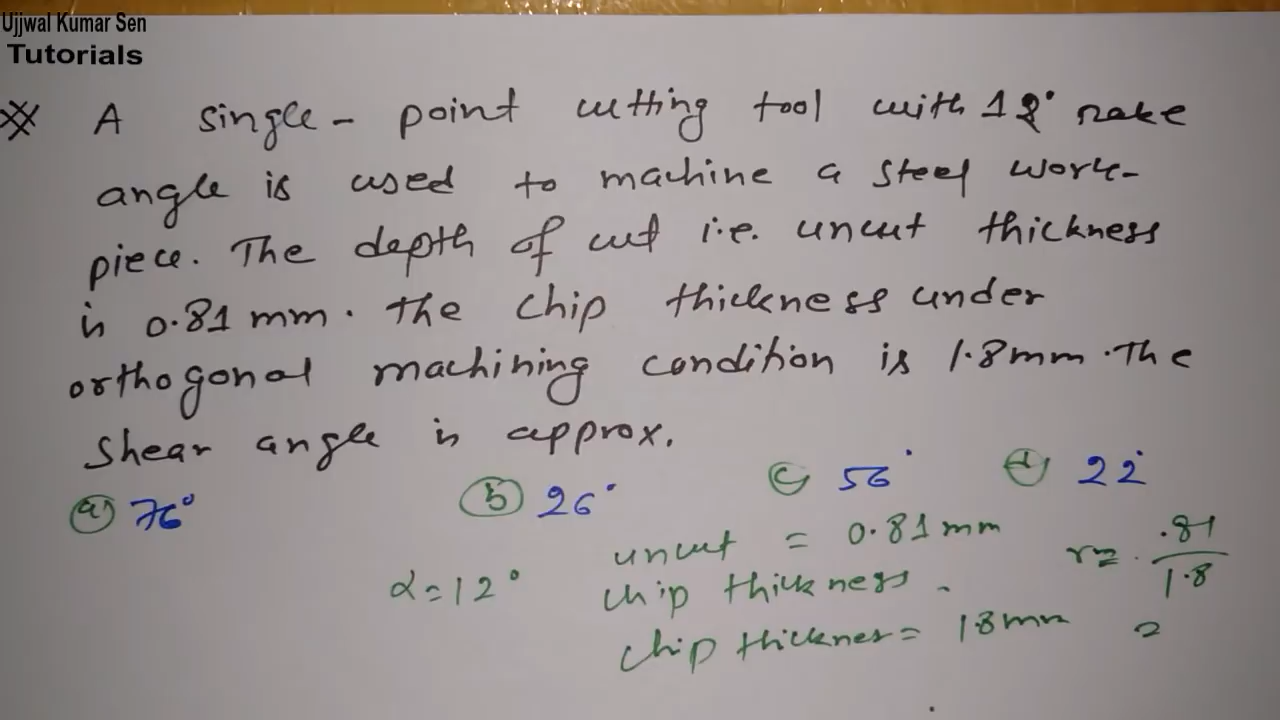 Ujjwal Kumar Sen
Tutorials
A single-point cutting tool with 12° rake
angle is used to machine a steel work-
piece. The depth of cut i.e. uncut thickness
is 0.81 mm. the chip thickness under
orthogonal machining condition is 1.8mm. The
shear angle is approx.
(a) 76° (b) 26° (c) 56° (d) 22°
uncut = 0.81 mm r = .81/1.8
α = 12° chip thickness -
chip thicknes = 1.8 mm =